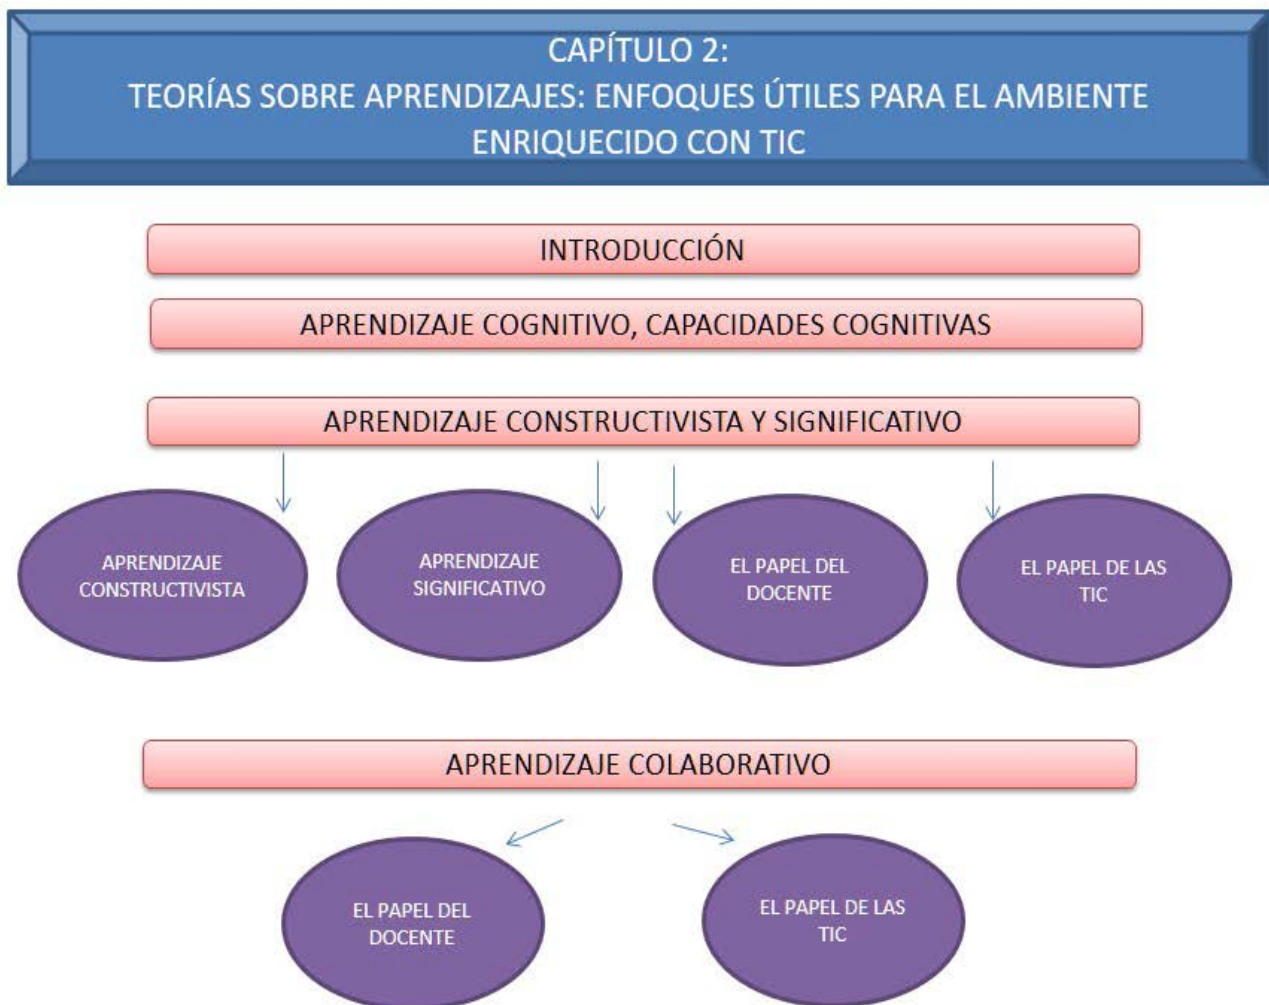 CAPÍTULO 2:
TEORÍAS SOBRE APRENDIZAJES: ENFOQUES ÚTILES PARA EL AMBIENTE
ENRIQUECIDO CON TIC
INTRODUCCIÓN
APRENDIZAJE COGNITIVO, CAPACIDADES COGNITIVAS
APRENDIZAJE CONSTRUCTIVISTA Y SIGNIFICATIVO
APRENDIZAJE
CONSTRUCTIVISTA
APRENDIZAJE
SIGNIFICATIVO
EL PAPEL DEL
DOCENTE
EL PAPEL DE LAS
TIC
APRENDIZAJE COLABORATIVO
EL PAPEL DEL
DOCENTE
EL PAPEL DE LAS
TIC